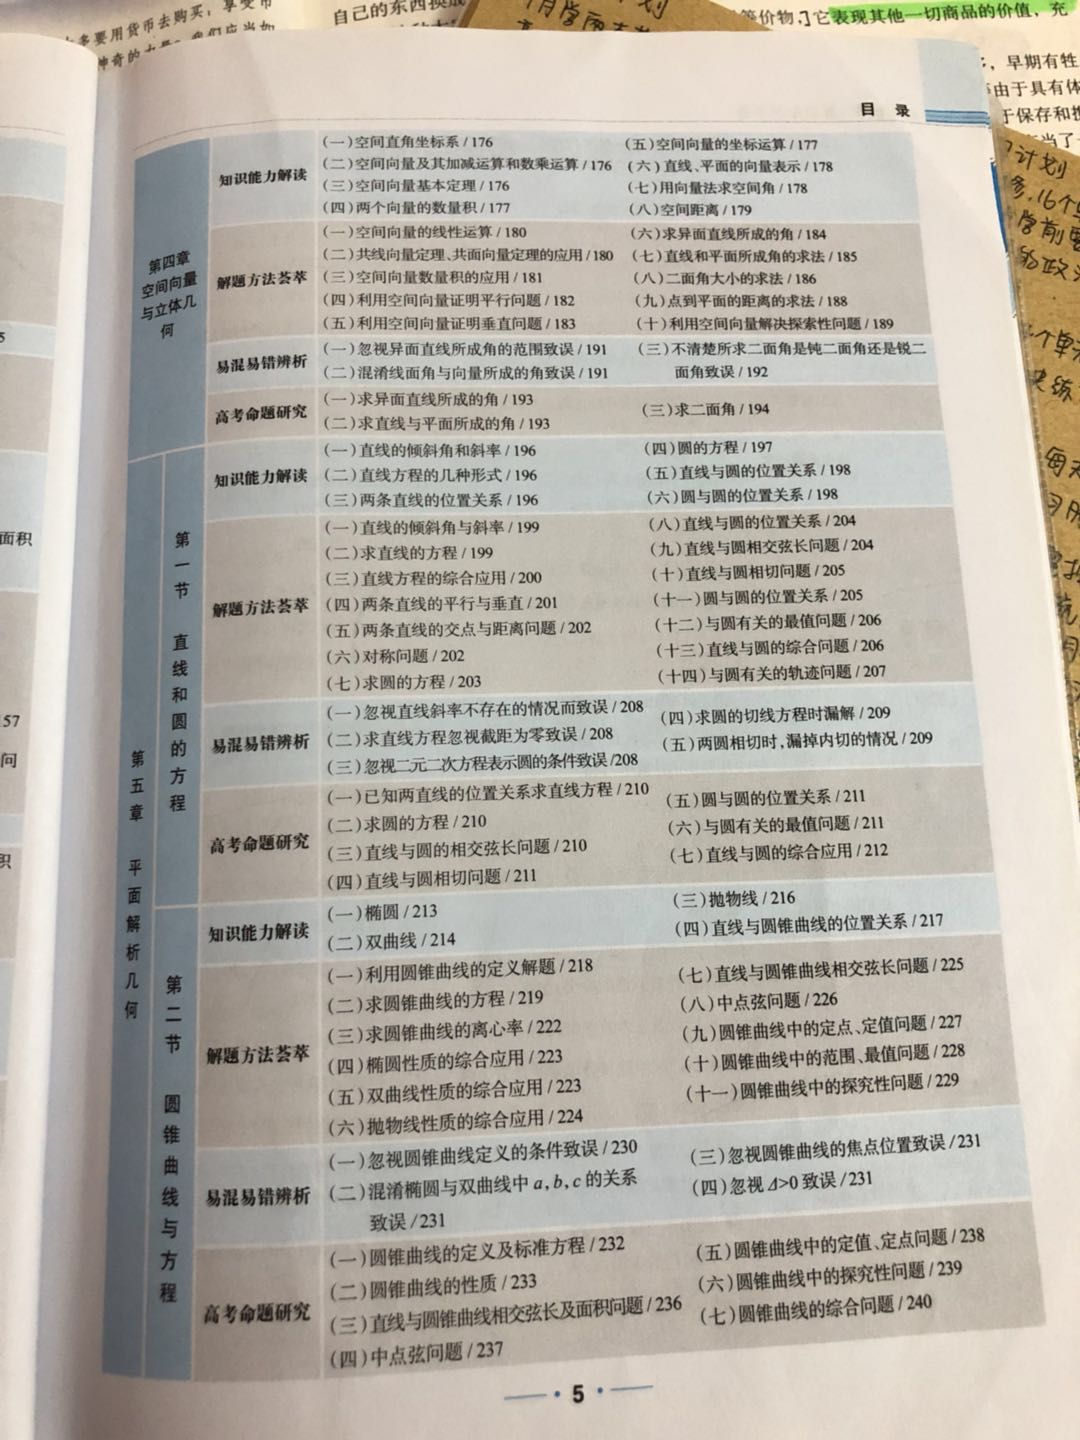 自己的东西换成
它表现其他一切商品的价值，充
早期有牲
由于具有体
于保存和携
多要用货币去购买，享受币
目 录
第四章
空间向量
与立体几
何
知识能力解读
(一)空间直角坐标系/176
(二)空间向量及其加减运算和数乘运算/176
(三)空间向量基本定理/176
(四)两个向量的数量积/177
(五)空间向量的坐标运算/177
(六)直线、平面的向量表示/178
(七)用向量法求空间角/178
(八)空间距离/179
解题方法荟萃
(一)空间向量的线性运算/180
(二)共线向量定理、共面向量定理的应用/180
(三)空间向量数量积的应用/181
(四)利用空间向量证明平行问题/182
(五)利用空间向量证明垂直问题/183
(六)求异面直线所成的角/184
(七)直线和平面所成角的求法/185
(八)二面角大小的求法/186
(九)点到平面的距离的求法/188
(十)利用空间向量解决探索性问题/189
易混易错辨析
(一)忽视异面直线所成角的范围致误/191
(二)混淆线面角与向量所成的角致误/191
(三)不清楚所求二面角是钝二面角还是锐二
面角致误/192
高考命题研究
(一)求异面直线所成的角/193
(二)求直线与平面所成的角/193
(三)求二面角/194
第五章 平面解析几何
第一节 直线和圆的方程
知识能力解读
(一)直线的倾斜角和斜率/196
(二)直线方程的几种形式/196
(三)两条直线的位置关系/196
(四)圆的方程/197
(五)直线与圆的位置关系/198
(六)圆与圆的位置关系/198
解题方法荟萃
(一)直线的倾斜角与斜率/199
(二)求直线的方程/199
(三)直线方程的综合应用/200
(四)两条直线的平行与垂直/201
(五)两条直线的交点与距离问题/202
(六)对称问题/202
(七)求圆的方程/203
(八)直线与圆的位置关系/204
(九)直线与圆相交弦长问题/204
(十)直线与圆相切问题/205
(十一)圆与圆的位置关系/205
(十二)与圆有关的最值问题/206
(十三)直线与圆的综合问题/206
(十四)与圆有关的轨迹问题/207
易混易错辨析
(一)忽视直线斜率不存在的情况而致误/208
(二)求直线方程忽视截距为零致误/208
(三)忽视二元二次方程表示圆的条件致误/208
(四)求圆的切线方程时漏解/209
(五)两圆相切时,漏掉内切的情况/209
高考命题研究
(一)已知两直线的位置关系求直线方程/210
(二)求圆的方程/210
(三)直线与圆的相交弦长问题/210
(四)直线与圆相切问题/211
(五)圆与圆的位置关系/211
(六)与圆有关的最值问题/211
(七)直线与圆的综合应用/212
第二节 圆锥曲线与方程
知识能力解读
(一)椭圆/213
(二)双曲线/214
(三)抛物线/216
(四)直线与圆锥曲线的位置关系/217
解题方法荟萃
(一)利用圆锥曲线的定义解题/218
(二)求圆锥曲线的方程/219
(三)求圆锥曲线的离心率/222
(四)椭圆性质的综合应用/223
(五)双曲线性质的综合应用/223
(六)抛物线性质的综合应用/224
(七)直线与圆锥曲线相交弦长问题/225
(八)中点弦问题/226
(九)圆锥曲线中的定点、定值问题/227
(十)圆锥曲线中的范围、最值问题/228
(十一)圆锥曲线中的探究性问题/229
易混易错辨析
(一)忽视圆锥曲线定义的条件致误/230
(二)混淆椭圆与双曲线中a,b,c的关系
致误/231
(三)忽视圆锥曲线的焦点位置致误/231
(四)忽视Δ>0致误/231
高考命题研究
(一)圆锥曲线的定义及标准方程/232
(二)圆锥曲线的性质/233
(三)直线与圆锥曲线相交弦长及面积问题/236
(四)中点弦问题/237
(五)圆锥曲线中的定值、定点问题/238
(六)圆锥曲线中的探究性问题/239
(七)圆锥曲线的综合问题/240
5
面积
157
问
积
计划